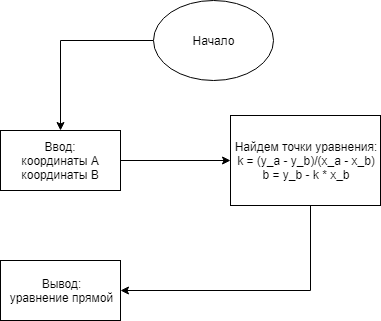 Начало
Ввод:
координаты А
координаты В
Найдем точки уравнения:
k = (y_a - y_b)/(x_a - x_b)
b = y_b - k * x_b
Вывод:
уравнение прямой